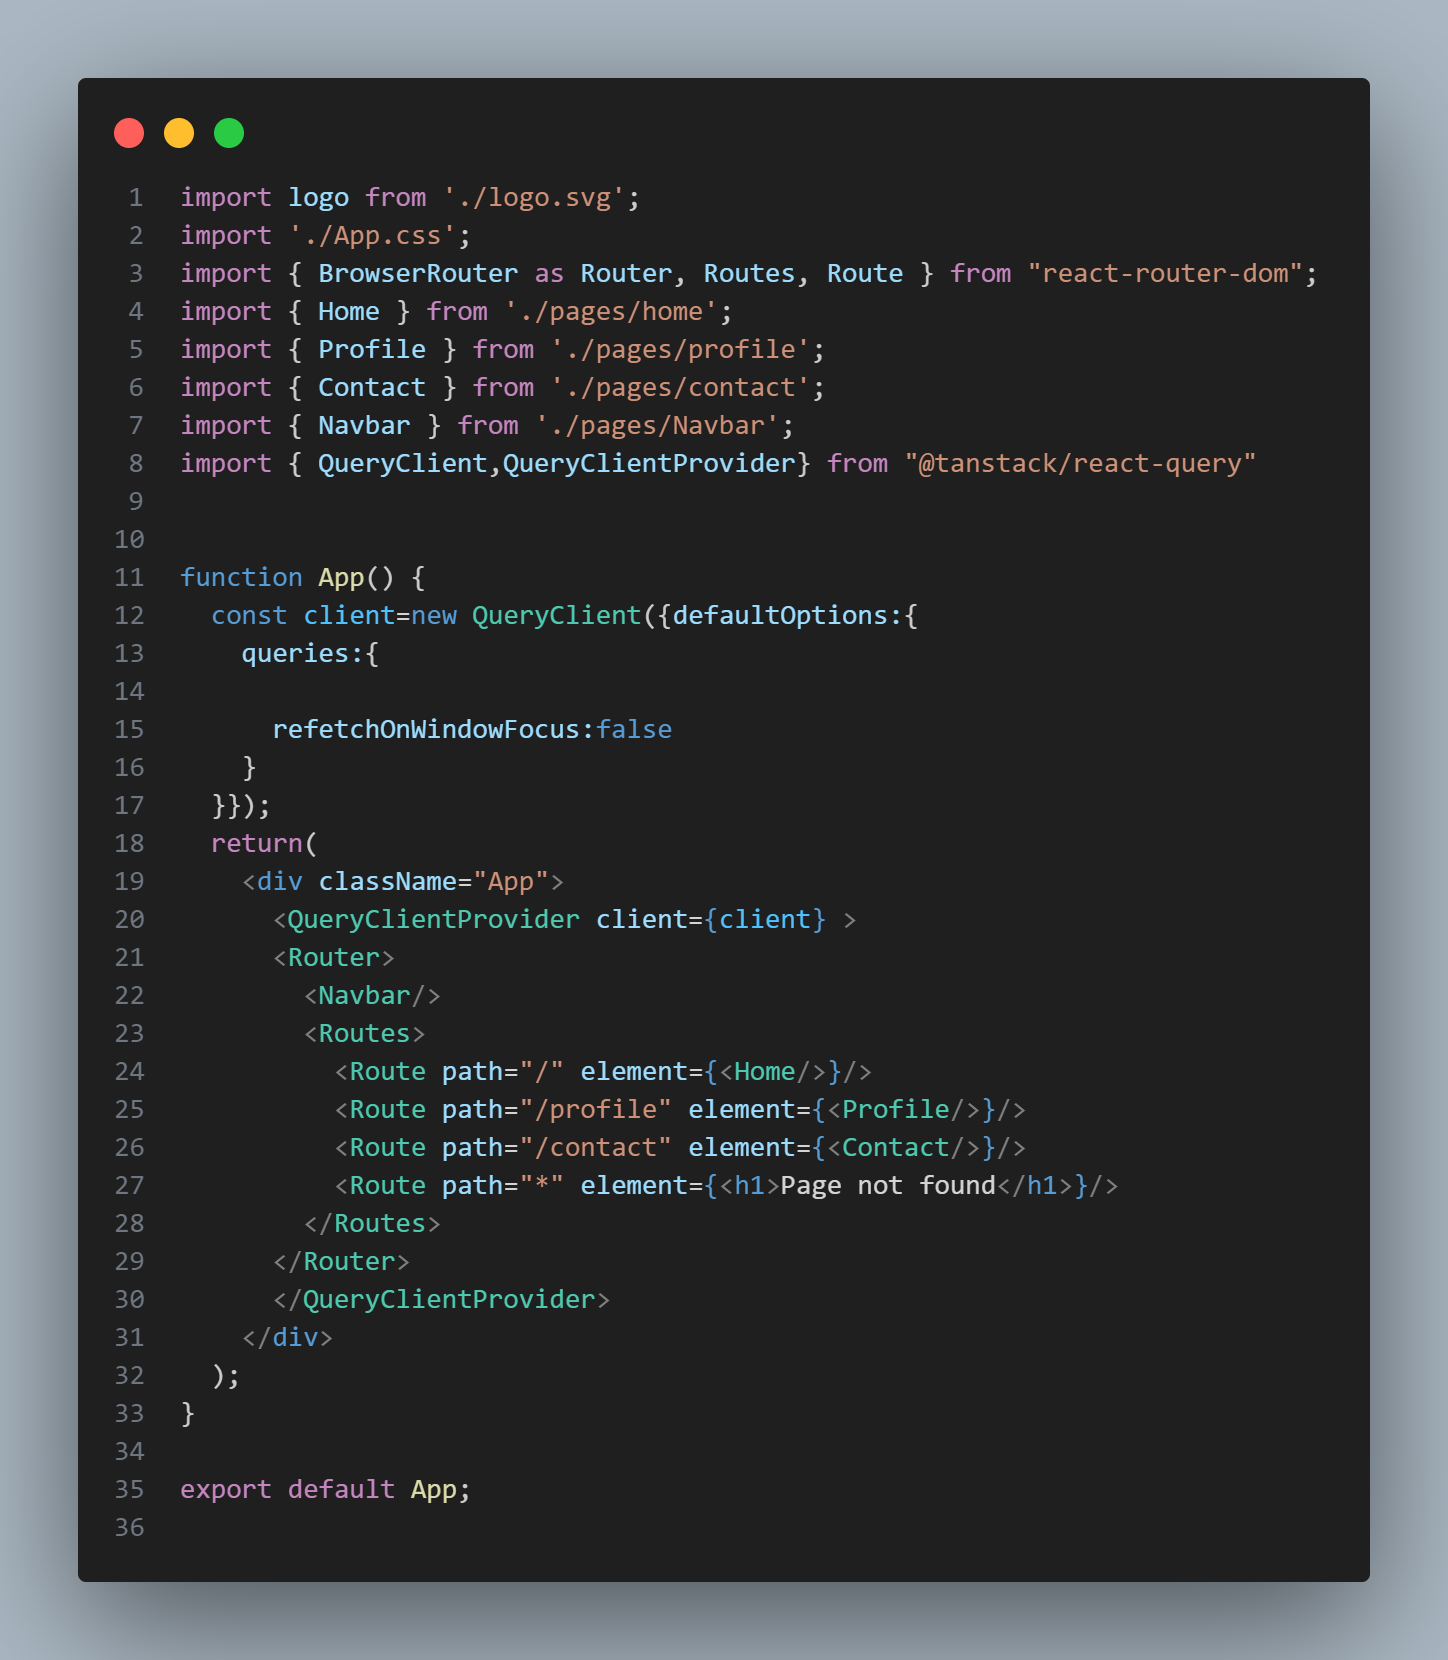 1 import logo from './logo.svg';
2 import './App.css';
3 import { BrowserRouter as Router, Routes, Route } from "react-router-dom";
4 import { Home } from './pages/home';
5 import { Profile } from './pages/profile';
6 import { Contact } from './pages/contact';
7 import { Navbar } from './pages/Navbar';
8 import { QueryClient,QueryClientProvider} from "@tanstack/react-query"
9
10
11 function App() {
12   const client=new QueryClient({defaultOptions:{
13     queries:{
14
15       refetchOnWindowFocus:false
16     }
17   }});
18   return(
19     <div className="App">
20       <QueryClientProvider client={client} >
21       <Router>
22         <Navbar/>
23         <Routes>
24           <Route path="/" element={<Home/>}/>
25           <Route path="/profile" element={<Profile/>}/>
26           <Route path="/contact" element={<Contact/>}/>
27           <Route path="*" element={<h1>Page not found</h1>}/>
28         </Routes>
29       </Router>
30       </QueryClientProvider>
31     </div>
32   );
33 }
34
35 export default App;
36